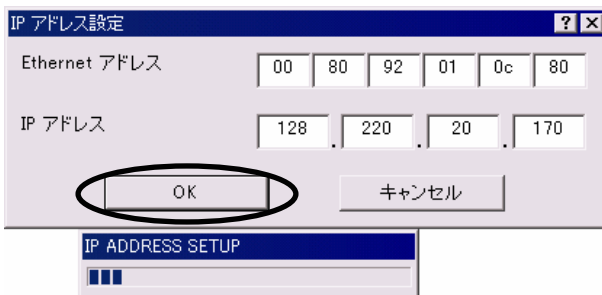 IP アドレス設定
Ethernet アドレス 00 80 92 01 0c 80
IP アドレス 128 . 220 . 20 . 170
OK キャンセル
IP ADDRESS SETUP